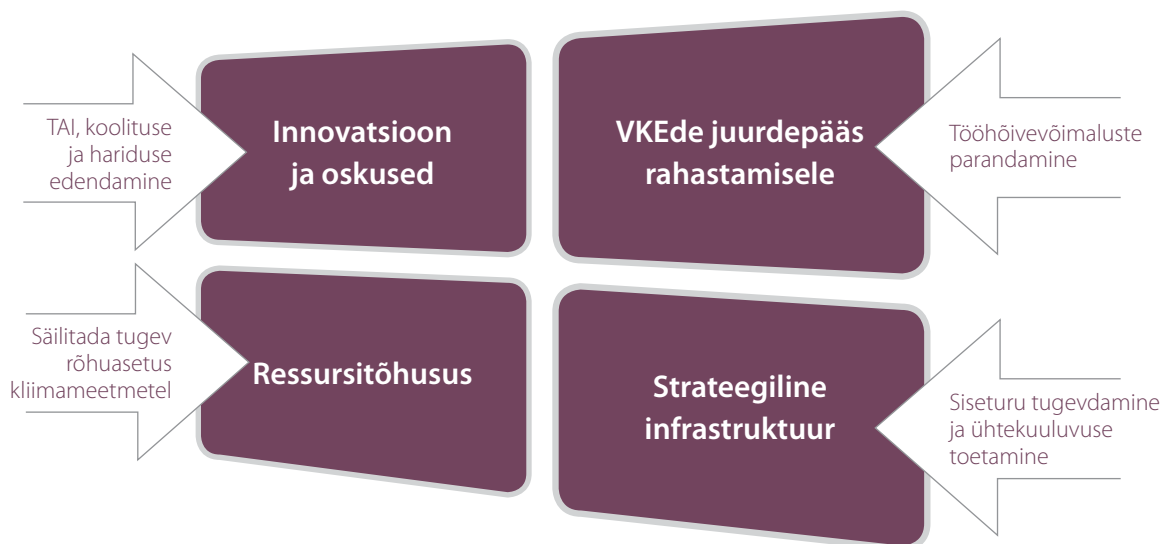 TAI, koolituse
ja hariduse
edendamine
Innovatsioon
ja oskused
VKEde juurdepääs
rahastamisele
Tööhõivevõimaluste
parandamine
Säilitada tugev
rõhuasetus
kliimameetmetel
Ressursitõhusus
Strateegiline
infrastruktuur
Siseturu tugevdamine
ja ühtekuuluvuse
toetamine